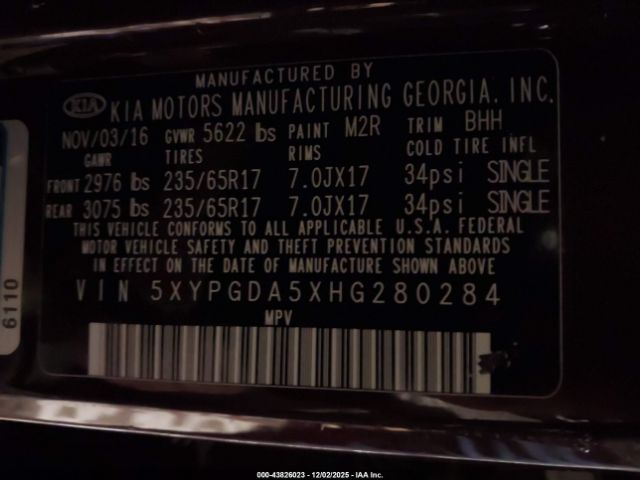 MANUFACTURED BY
KIA KIA MOTORS MANUFACTURING GEORGIA, INC.
NOV/03/16 GVWR 5622 lbs PAINT M2R TRIM BHH
GAWR TIRES RIMS COLD TIRE INFL
FRONT 2976 lbs 235/65R17 7.0JX17 34psi SINGLE
REAR 3075 lbs 235/65R17 7.0JX17 34psi SINGLE
THIS VEHICLE CONFORMS TO ALL APPLICABLE U.S.A. FEDERAL
MOTOR VEHICLE SAFETY AND THEFT PREVENTION STANDARDS
IN EFFECT ON THE DATE OF MANUFACTURE SHOWN ABOVE
VIN 5XYPGDA5XHG280284
MPV
6110
000-43826023 - 12/02/2025 - IAA Inc.